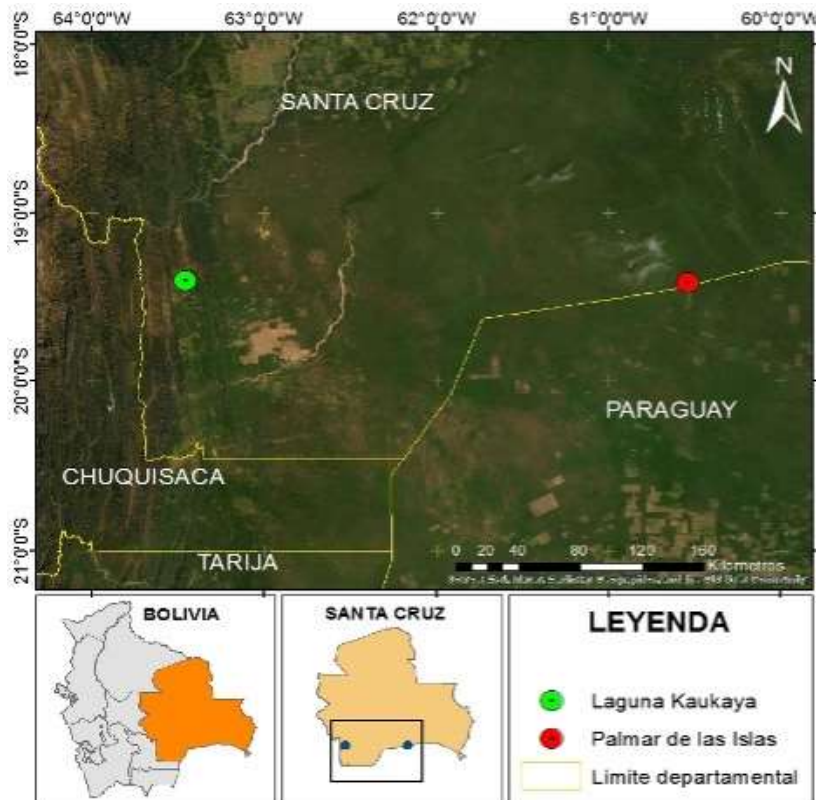 64°0'0"W 63°0'0"W 62°0'0"W 61°0'0"W 60°0'0"W
18°0'0"S
N
SANTA CRUZ
19°0'0"S
20°0'0"S
PARAGUAY
CHUQUISACA
21°0'0"S
TARIJA
0 20 40 80 120 160
Kilometros
BOLIVIA
SANTA CRUZ
LEYENDA
Laguna Kaukaya
Palmar de las Islas
Limite departamental